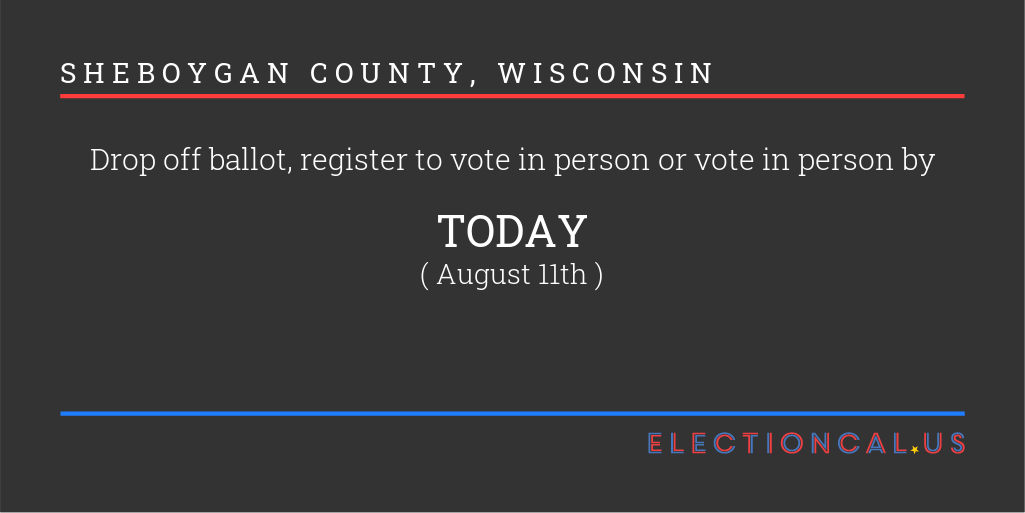 SHEBOYGAN COUNTY, WISCONSIN
Drop off ballot, register to vote in person or vote in person by
TODAY
( August 11th )
ELECTIONCAL.US